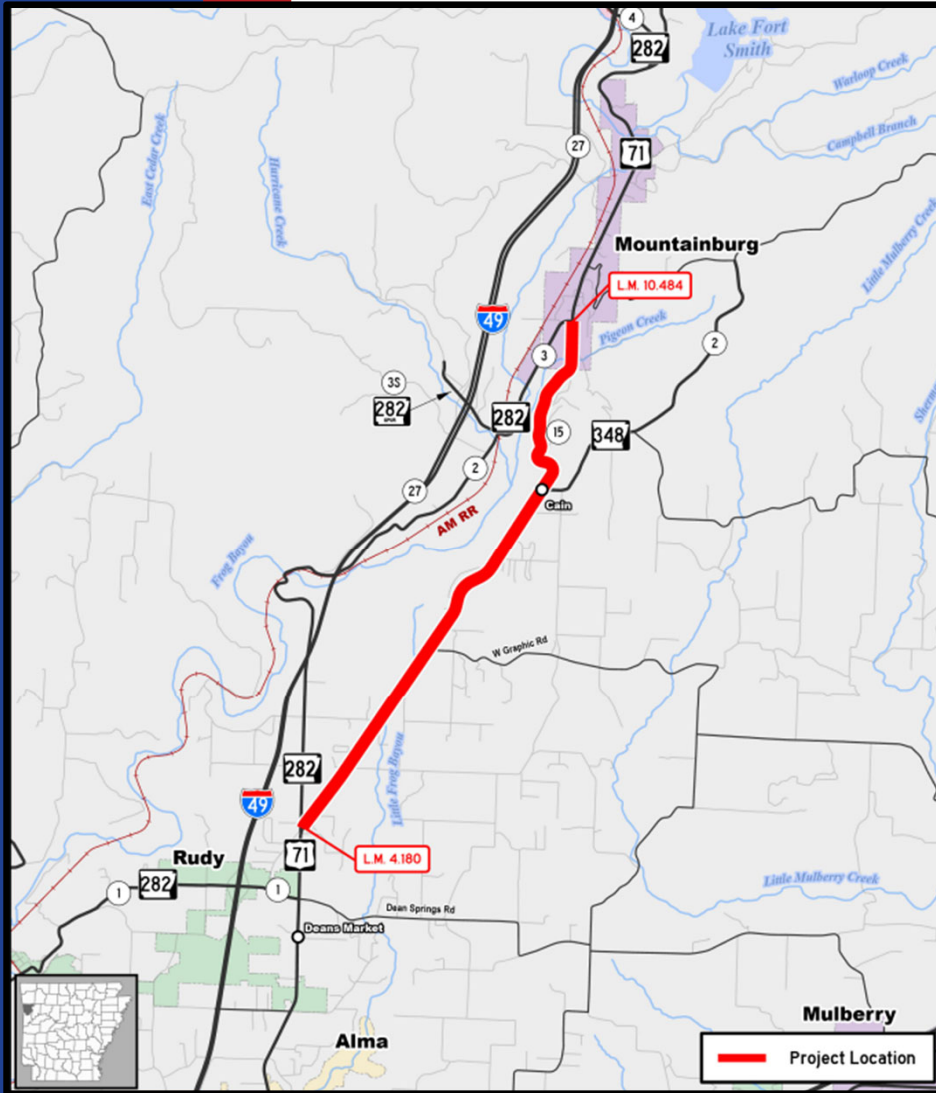 4
282
Lake Fort
Smith
Warloop Creek
Campbell Branch
27
71
East Cedar Creek
Hurricane Creek
Little Mulberry Creek
Mountainburg
L.M. 10.484
49
Pigeon Creek
3
2
3S
282
SPUR
282
15
348
2
27
Cain
AM RR
Frog Bayou
W Graphic Rd
282
Little Frog Bayou
49
71
L.M. 4.180
Rudy
1
282
1
Little Mulberry Creek
Dean Springs Rd
Deans Market
Mulberry
Alma
Project Location